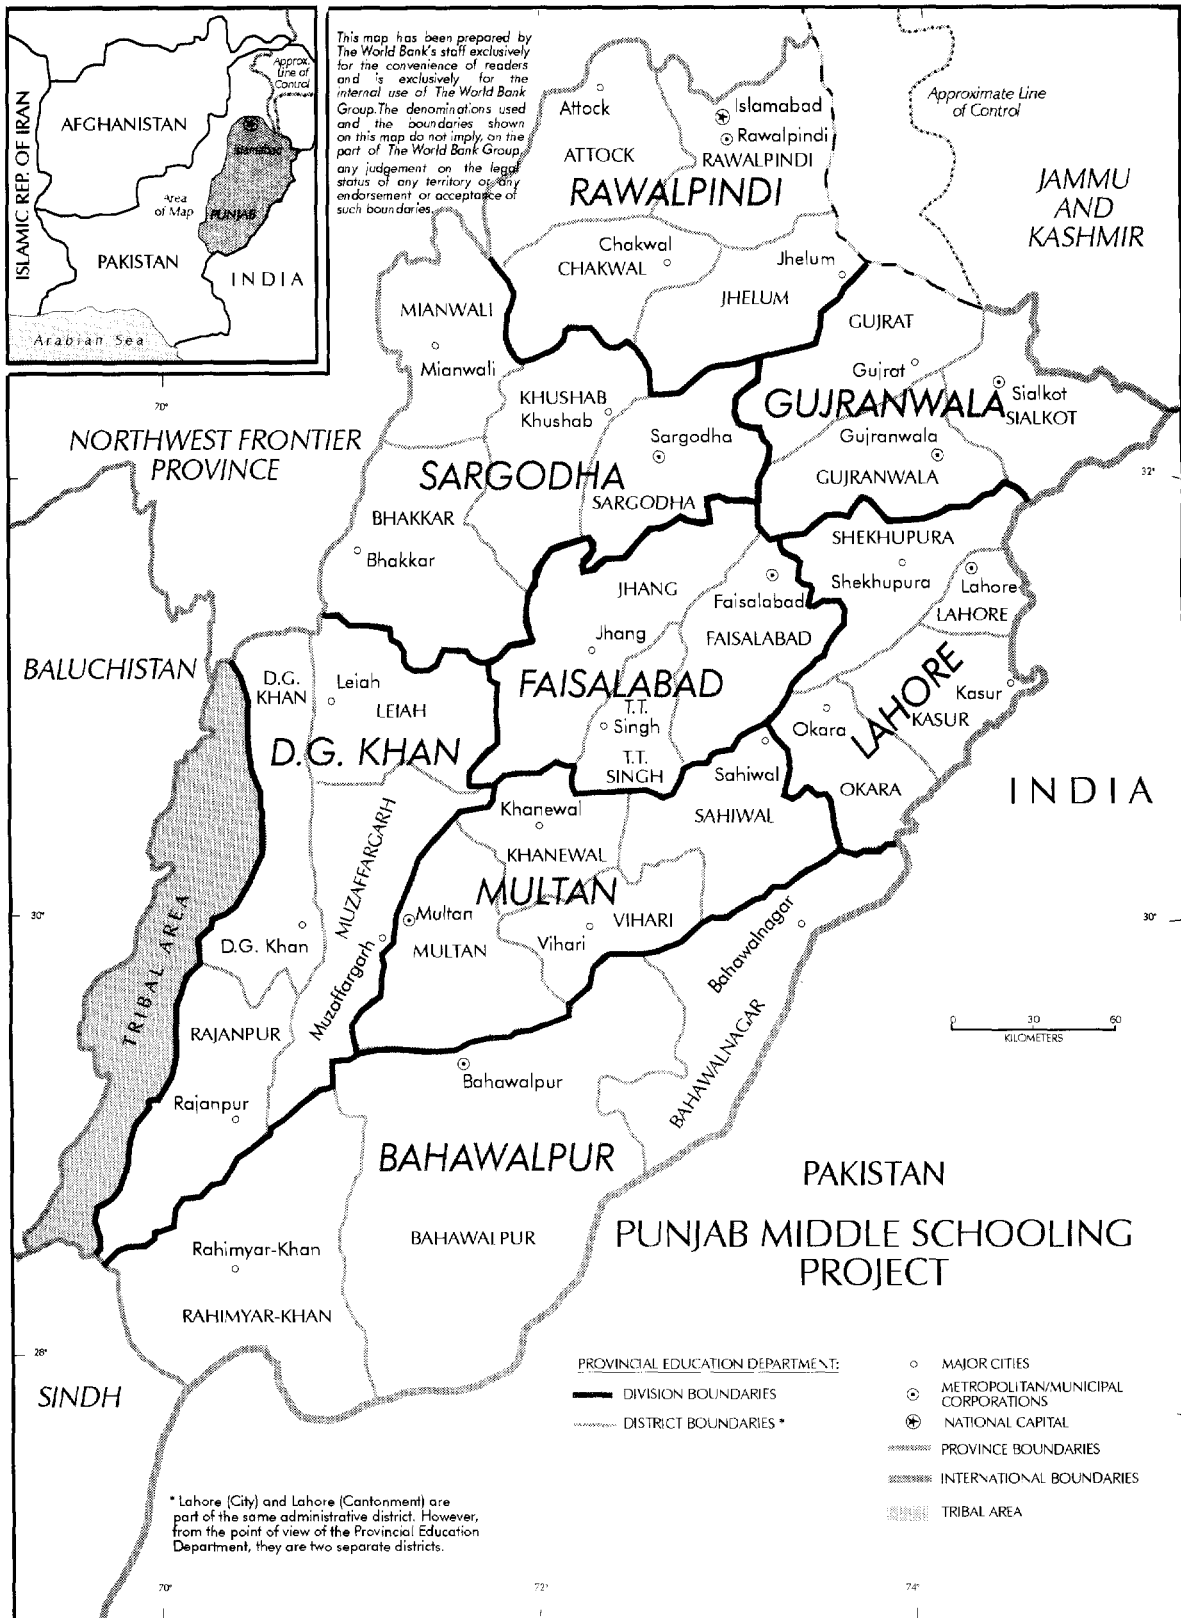 This map has been prepared by
The World Bank's staff exclusively
for the convenience of readers
and is exclusively for the
internal use of The World Bank
Group. The denominations used
and the boundaries shown
on this map do not imply, on the
part of The World Bank Group,
any judgement on the legal
status of any territory or any
endorsement or acceptance of
such boundaries.
ISLAMIC REP. OF IRAN
AFGHANISTAN
Approx.
Line of
Control
Islamabad
Area
of Map
PUNJAB
PAKISTAN
INDIA
Arabian Sea
Attock
ATTOCK
Islamabad
Rawalpindi
RAWALPINDI
RAWALPINDI
Approximate Line
of Control
JAMMU
AND
KASHMIR
Chakwal
CHAKWAL
Jhelum
JHELUM
MIANWALI
Mianwali
GUJRAT
Gujrat
KHUSHAB
Khushab
GUJRANWALA
Sialkot
SIALKOT
70°
NORTHWEST FRONTIER
PROVINCE
Sargodha
SARGODHA
SARGODHA
Gujranwala
GUJRANWALA
32°
BHAKKAR
Bhakkar
SHEKHUPURA
Shekhupura
Lahore
LAHORE
JHANG
Jhang
Faisalabad
FAISALABAD
FAISALABAD
BALUCHISTAN
D.G.
KHAN
Leiah
LEIAH
D.G. KHAN
T.T.
Singh
T.T.
SINGH
LAHORE
Kasur
KASUR
Okara
OKARA
Sahiwal
SAHIWAL
INDIA
Khanewal
KHANEWAL
MULTAN
MUZAFFARGARH
Muzaffargarh
Multan
MULTAN
Vihari
VIHARI
30°
30°
D.G. Khan
TRIBAL AREA
Bahawalnagar
BAHAWALNAGAR
RAJANPUR
Rajanpur
0 30 60
KILOMETERS
Bahawalpur
BAHAWALPUR
BAHAWALPUR
Rahimyar-Khan
RAHIMYAR-KHAN
PAKISTAN
PUNJAB MIDDLE SCHOOLING
PROJECT
28°
SINDH
PROVINCIAL EDUCATION DEPARTMENT:
DIVISION BOUNDARIES
DISTRICT BOUNDARIES *
MAJOR CITIES
METROPOLITAN/MUNICIPAL
CORPORATIONS
NATIONAL CAPITAL
PROVINCE BOUNDARIES
INTERNATIONAL BOUNDARIES
TRIBAL AREA
* Lahore (City) and Lahore (Cantonment) are
part of the same administrative district. However,
from the point of view of the Provincial Education
Department, they are two separate districts.
70°
72°
74°